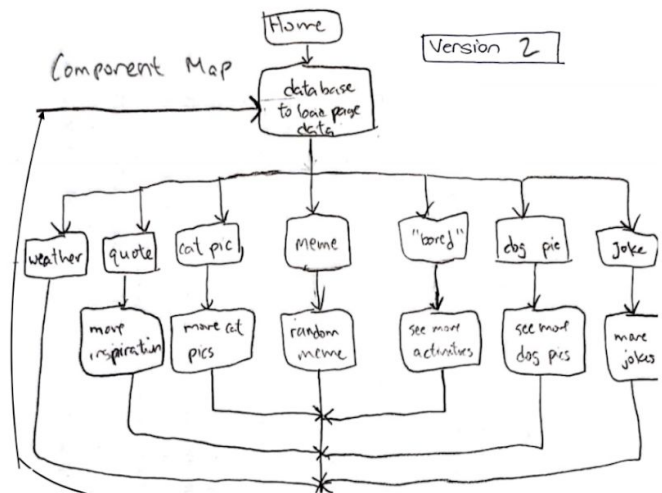 Home
Version 2
Component Map
database
to load page
data
weather
quote
cat pic
Meme
"bored"
dog pic
Joke
more
inspiration
more cat
pics
random
meme
see more
activities
see more
dog pics
more
jokes